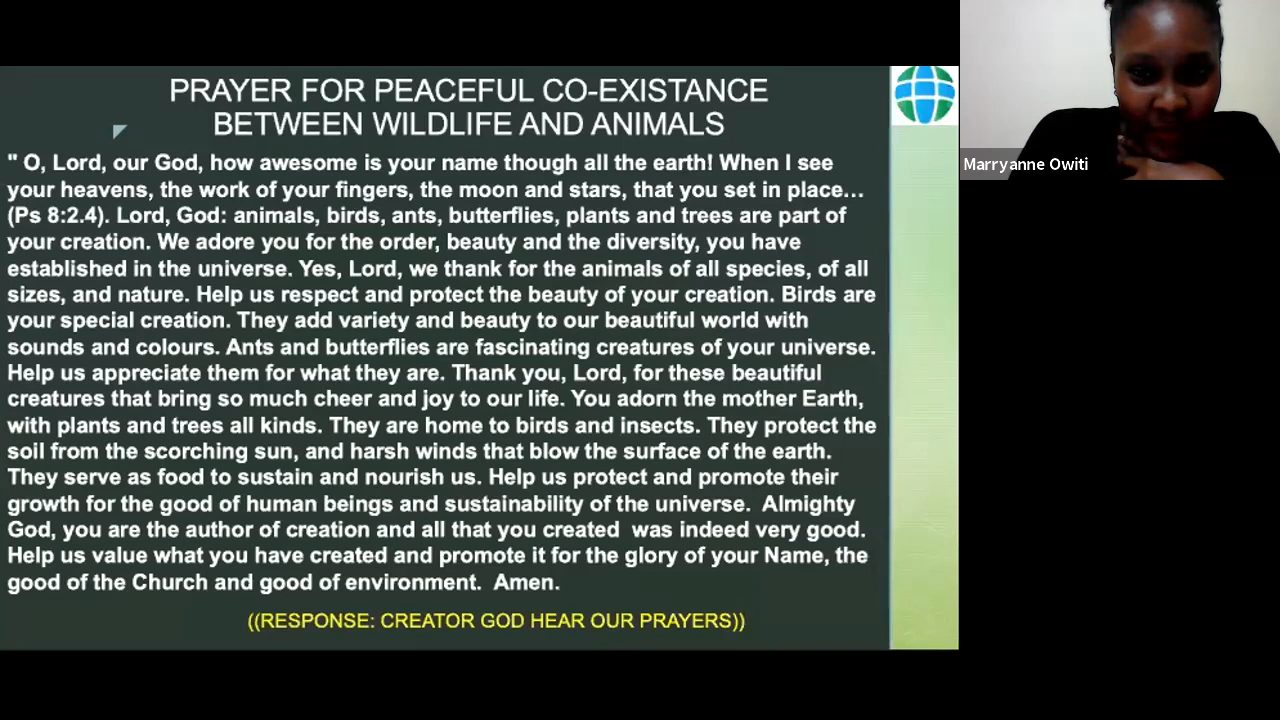 PRAYER FOR PEACEFUL CO-EXISTANCE
BETWEEN WILDLIFE AND ANIMALS
" O, Lord, our God, how awesome is your name though all the earth! When I see
your heavens, the work of your fingers, the moon and stars, that you set in place…
(Ps 8:2.4). Lord, God: animals, birds, ants, butterflies, plants and trees are part of
your creation. We adore you for the order, beauty and the diversity, you have
established in the universe. Yes, Lord, we thank for the animals of all species, of all
sizes, and nature. Help us respect and protect the beauty of your creation. Birds are
your special creation. They add variety and beauty to our beautiful world with
sounds and colours. Ants and butterflies are fascinating creatures of your universe.
Help us appreciate them for what they are. Thank you, Lord, for these beautiful
creatures that bring so much cheer and joy to our life. You adorn the mother Earth,
with plants and trees all kinds. They are home to birds and insects. They protect the
soil from the scorching sun, and harsh winds that blow the surface of the earth.
They serve as food to sustain and nourish us. Help us protect and promote their
growth for the good of human beings and sustainability of the universe.  Almighty
God, you are the author of creation and all that you created  was indeed very good.
Help us value what you have created and promote it for the glory of your Name, the
good of the Church and good of environment.  Amen.
((RESPONSE: CREATOR GOD HEAR OUR PRAYERS))
Marryanne Owiti